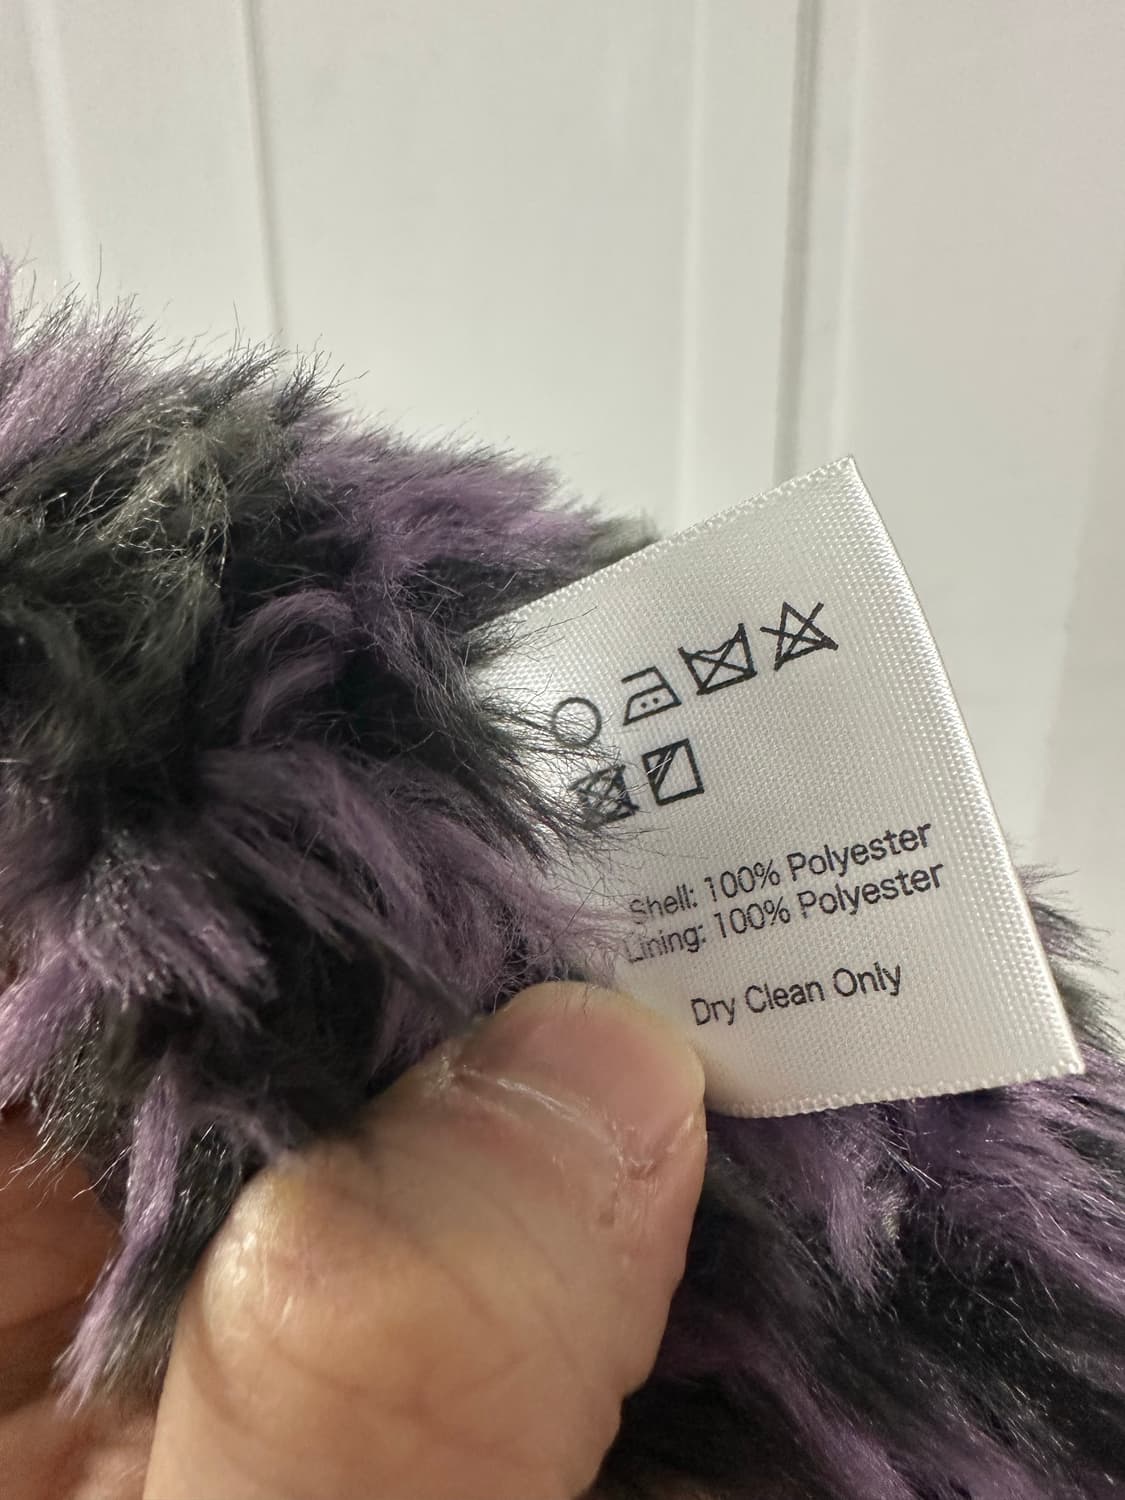 Shell: 100% Polyester
Lining: 100% Polyester
Dry Clean Only